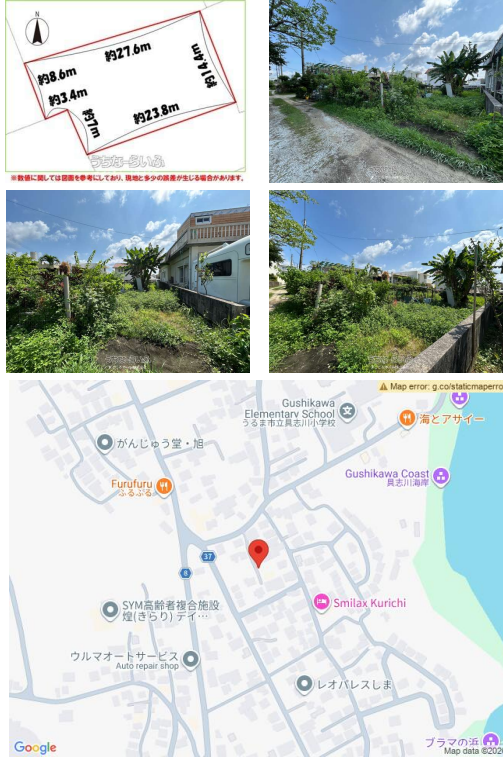 N
約27.6m
約8.6m
約14.4m
約3.4m
約7m
約23.8m
うちなーらいふ
※数値に関しては図面を参考にしており、現地と多少の誤差が生じる場合があります。
Map error: g.co/staticmaperro
Gushikawa
Elementary School
うるま市立具志川小学校
海とアサイー
がんじゅう堂・旭
Gushikawa Coast
具志川海岸
Furufuru
ふるふる
37
8
SYM高齢者複合施設
煌(きらり) デイ…
Smilax Kurichi
ウルマオートサービス
Auto repair shop
レオパレスしま
ブラマの浜
Google
Map data ©2026